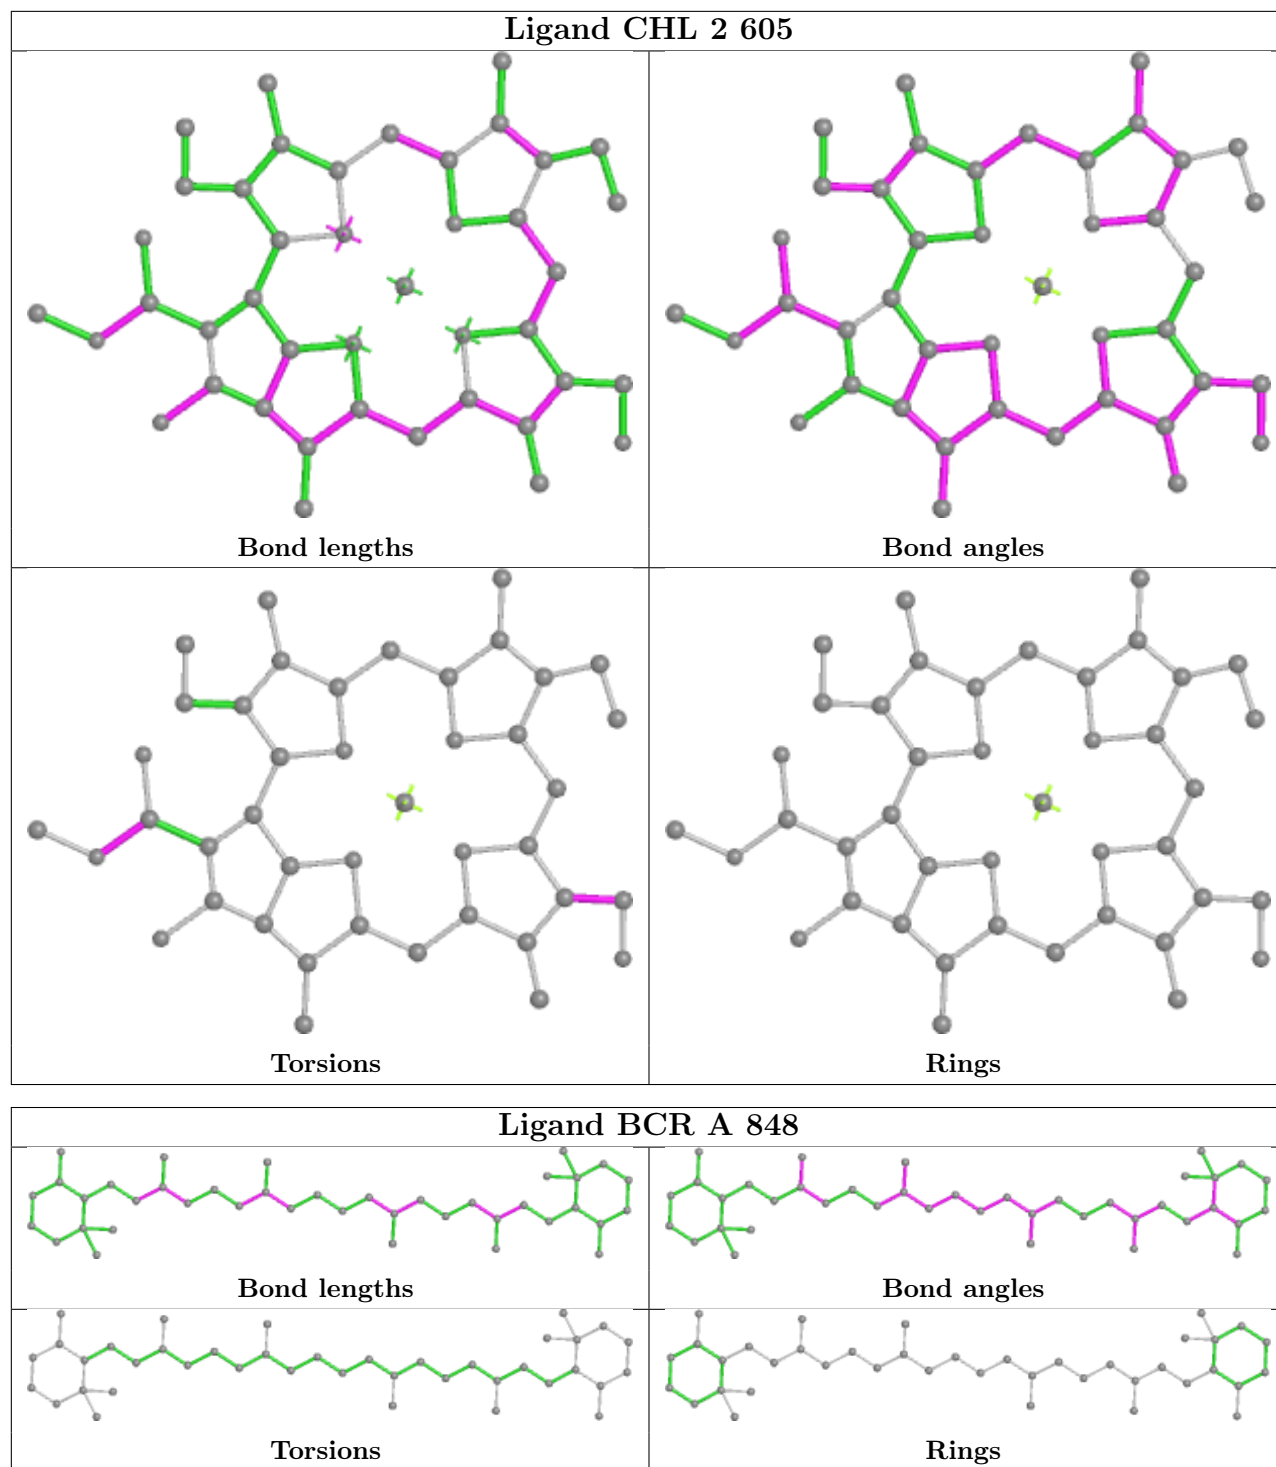 Ligand CHL 2 605
Bond lengths
Bond angles
Torsions
Rings
Ligand BCR A 848
Bond lengths
Bond angles
Torsions
Rings